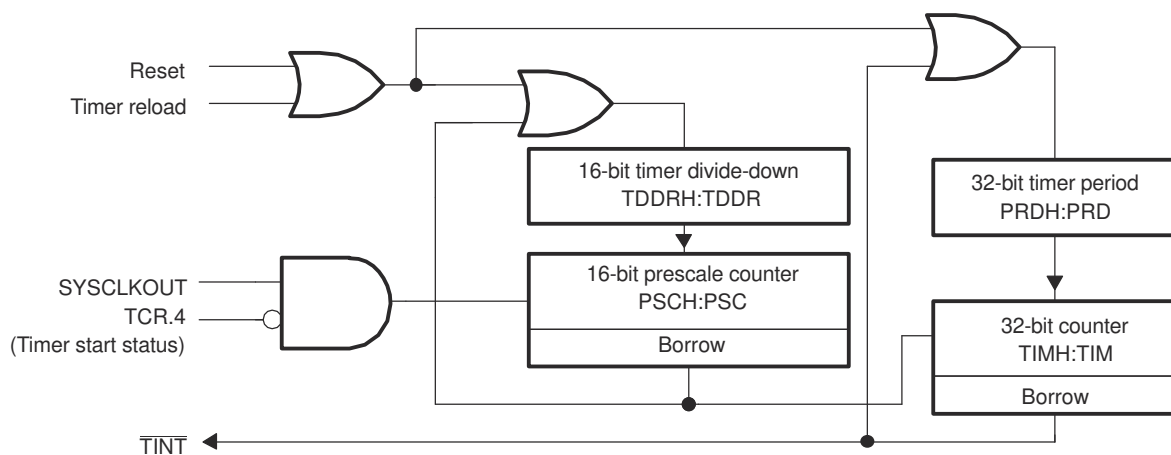 Reset
Timer reload
16-bit timer divide-down
TDDRH:TDDR
32-bit timer period
PRDH:PRD
SYSCLKOUT
TCR.4
(Timer start status)
16-bit prescale counter
PSCH:PSC
Borrow
32-bit counter
TIMH:TIM
Borrow
TINT